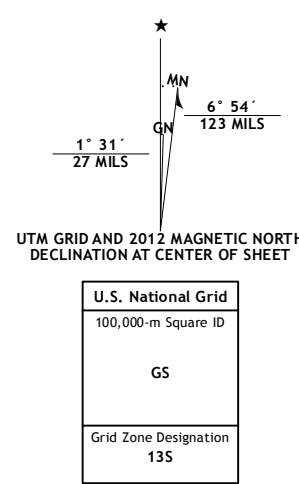 MN
GN
6° 54´
123 MILS
1° 31´
27 MILS
UTM GRID AND 2012 MAGNETIC NORTH
DECLINATION AT CENTER OF SHEET
U.S. National Grid
100,000-m Square ID
GS
Grid Zone Designation
13S